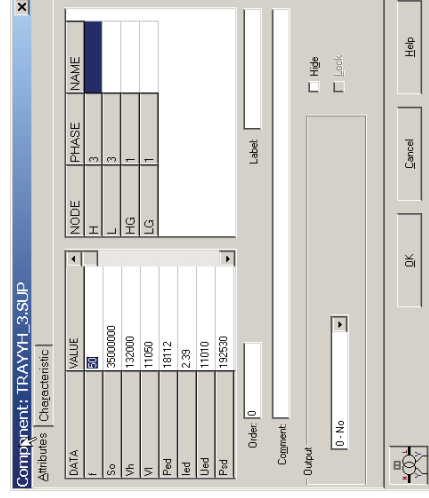 Component: TRAYYH_3.SUP
Attributes Characteristic
DATA VALUE
f 50
So 35000000
Vh 132000
Vl 11050
Ped 18112
Ied 2.39
Ued 11010
Psd 192530
NODE PHASE NAME
H 3
L 3
HG 1
LG 1
Order: 0
Label:
Comment:
Output
0 - No
Hide
Lock
OK
Cancel
Help